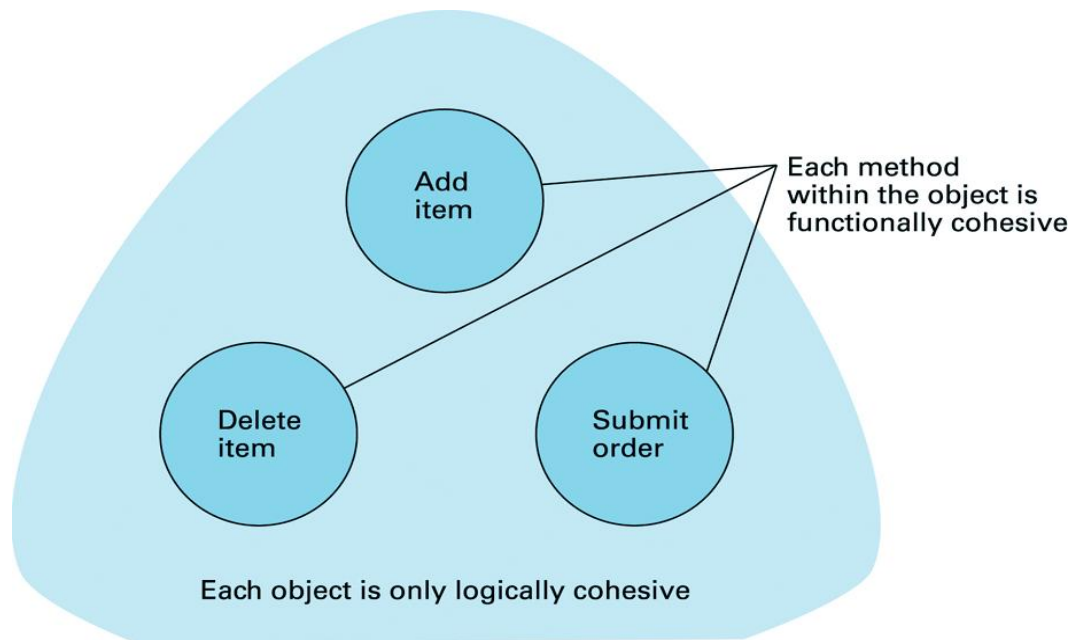 Add
item
Each method
within the object is
functionally cohesive
Delete
item
Submit
order
Each object is only logically cohesive